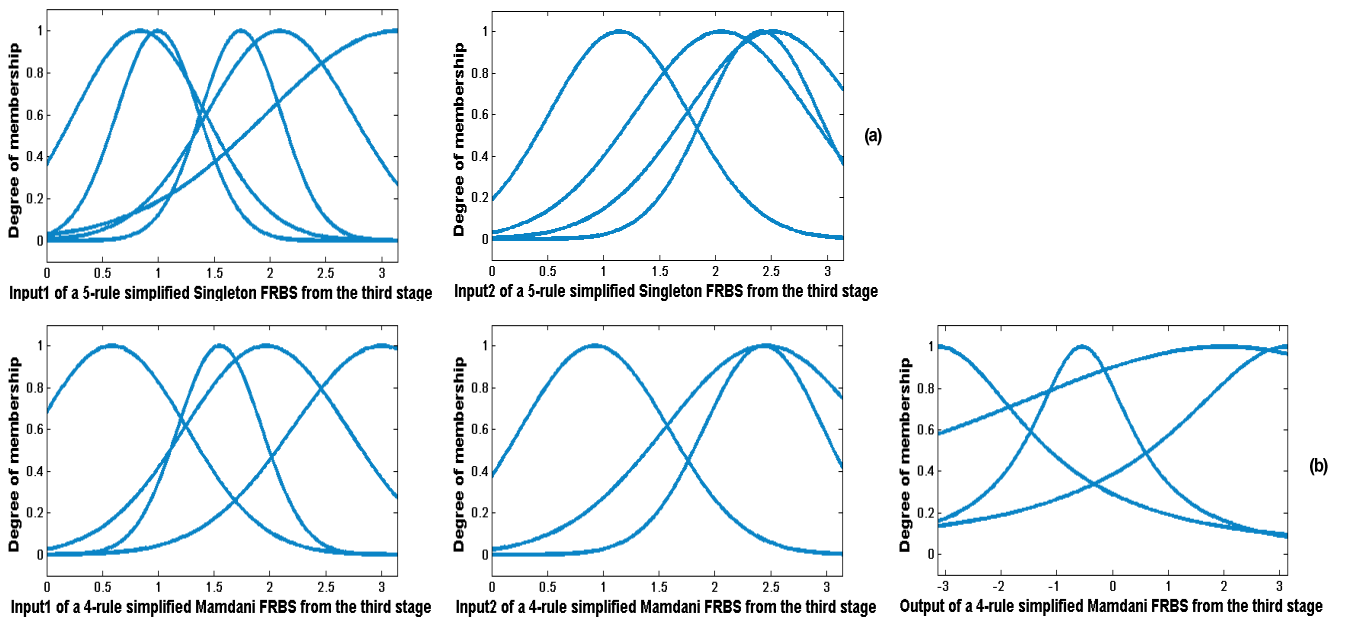 Degree of membership
1
0.8
0.6
0.4
0.2
0
0 0.5 1 1.5 2 2.5 3
Input1 of a 5-rule simplified Singleton FRBS from the third stage
Degree of membership
1
0.8
0.6
0.4
0.2
0
0 0.5 1 1.5 2 2.5 3
Input2 of a 5-rule simplified Singleton FRBS from the third stage
(a)
Degree of membership
1
0.8
0.6
0.4
0.2
0
0 0.5 1 1.5 2 2.5 3
Input1 of a 4-rule simplified Mamdani FRBS from the third stage
Degree of membership
1
0.8
0.6
0.4
0.2
0
0 0.5 1 1.5 2 2.5 3
Input2 of a 4-rule simplified Mamdani FRBS from the third stage
Degree of membership
1
0.8
0.6
0.4
0.2
0
-3 -2 -1 0 1 2 3
Output of a 4-rule simplified Mamdani FRBS from the third stage
(b)